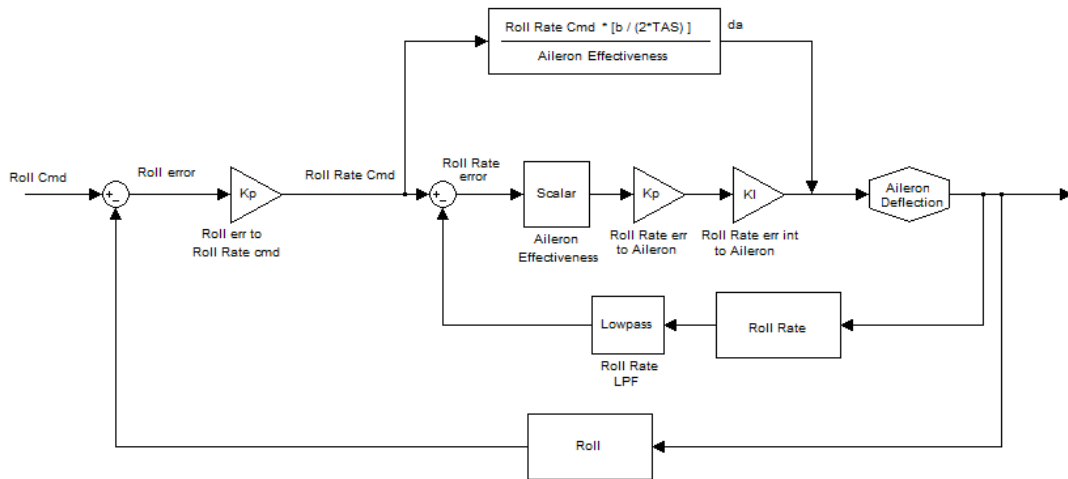 Roll Rate Cmd * [b / (2*TAS) ]
Aileron Effectiveness
da
Roll Cmd
+
−
Roll error
Kp
Roll err to
Roll Rate cmd
Roll Rate Cmd
+
−
Roll Rate
error
Scalar
Aileron
Effectiveness
Kp
Roll Rate err
to Aileron
KI
Roll Rate err int
to Aileron
Aileron
Deflection
Lowpass
Roll Rate
LPF
Roll Rate
Roll